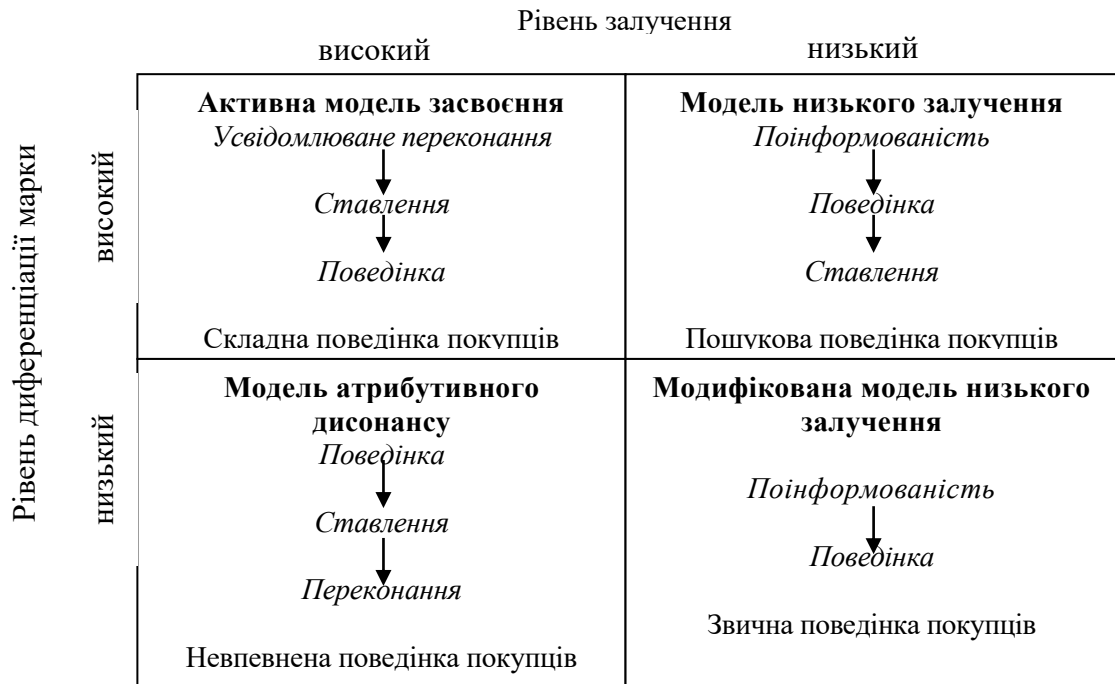 Рівень залучення
високий
низький
Рівень диференціації марки
високий
Активна модель засвоєння
Усвідомлюване переконання
Ставлення
Поведінка
Складна поведінка покупців
Модель низького залучення
Поінформованість
Поведінка
Ставлення
Пошукова поведінка покупців
низький
Модель атрибутивного
дисонансу
Поведінка
Ставлення
Переконання
Невпевнена поведінка покупців
Модифікована модель низького
залучення
Поінформованість
Поведінка
Звична поведінка покупців